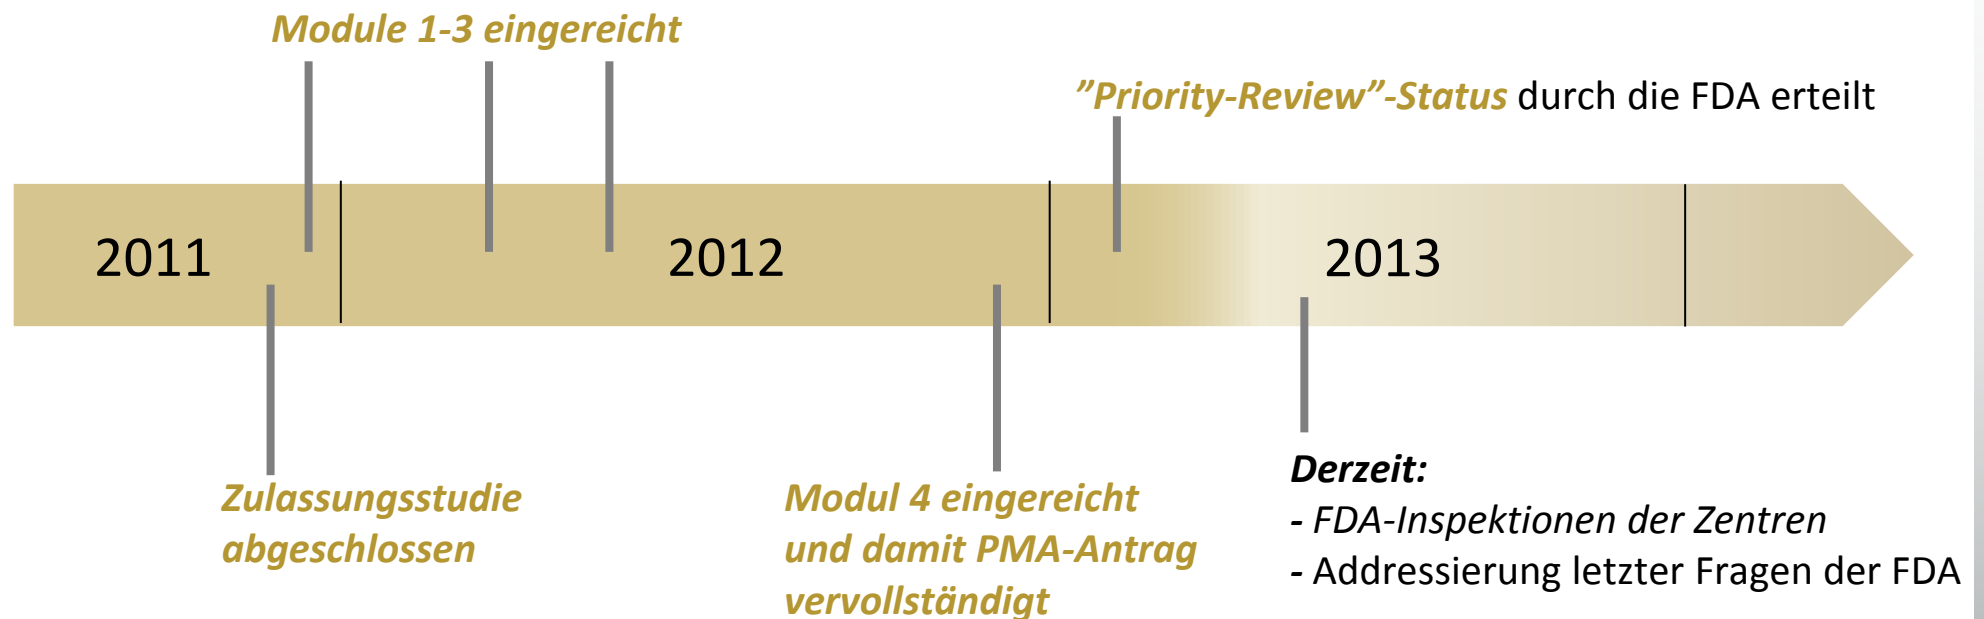 Module 1-3 eingereicht
”Priority-Review”-Status durch die FDA erteilt
2011
2012
2013
Zulassungsstudie
abgeschlossen
Modul 4 eingereicht
und damit PMA-Antrag
vervollständigt
Derzeit:
- FDA-Inspektionen der Zentren
- Addressierung letzter Fragen der FDA